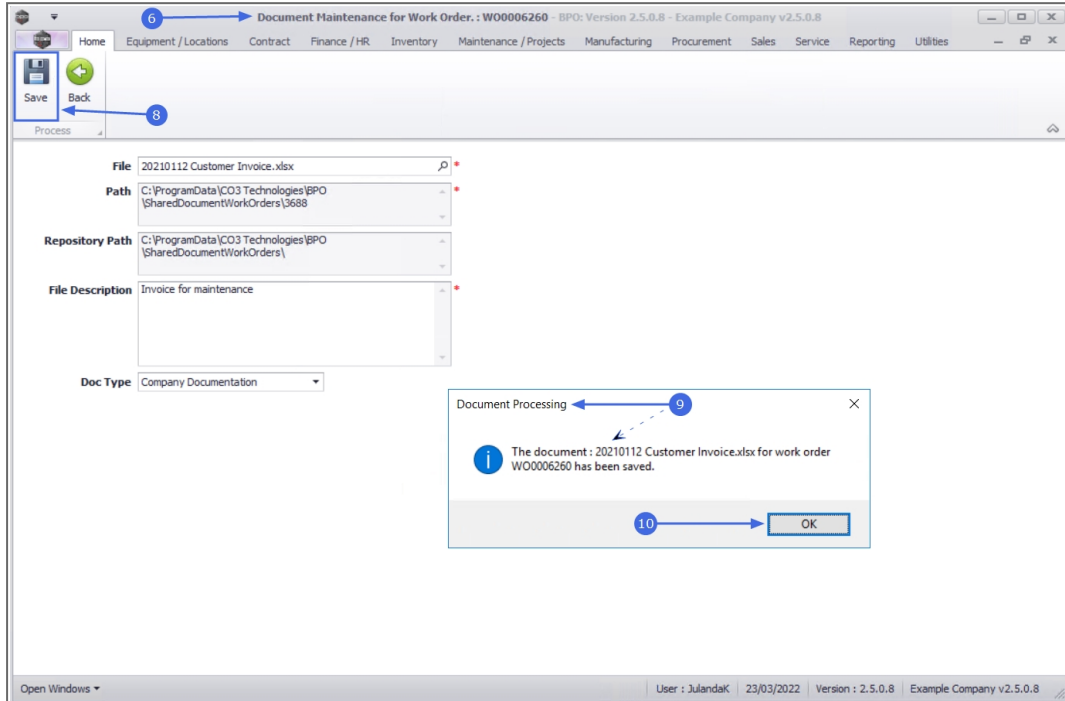 6
Document Maintenance for Work Order. : WO0006260 - BPO: Version 2.5.0.8 - Example Company v2.5.0.8
Home Equipment / Locations Contract Finance / HR Inventory Maintenance / Projects Manufacturing Procurement Sales Service Reporting Utilities
Save Back
8
Process
File 20210112 Customer Invoice.xlsx *
Path C:\ProgramData\CO3 Technologies\BPO *
\SharedDocumentWorkOrders\3688
Repository Path C:\ProgramData\CO3 Technologies\BPO
\SharedDocumentWorkOrders\
File Description Invoice for maintenance *
Doc Type Company Documentation
Document Processing 9
The document : 20210112 Customer Invoice.xlsx for work order
WO0006260 has been saved.
10 OK
Open Windows User : JulandaK 23/03/2022 Version : 2.5.0.8 Example Company v2.5.0.8